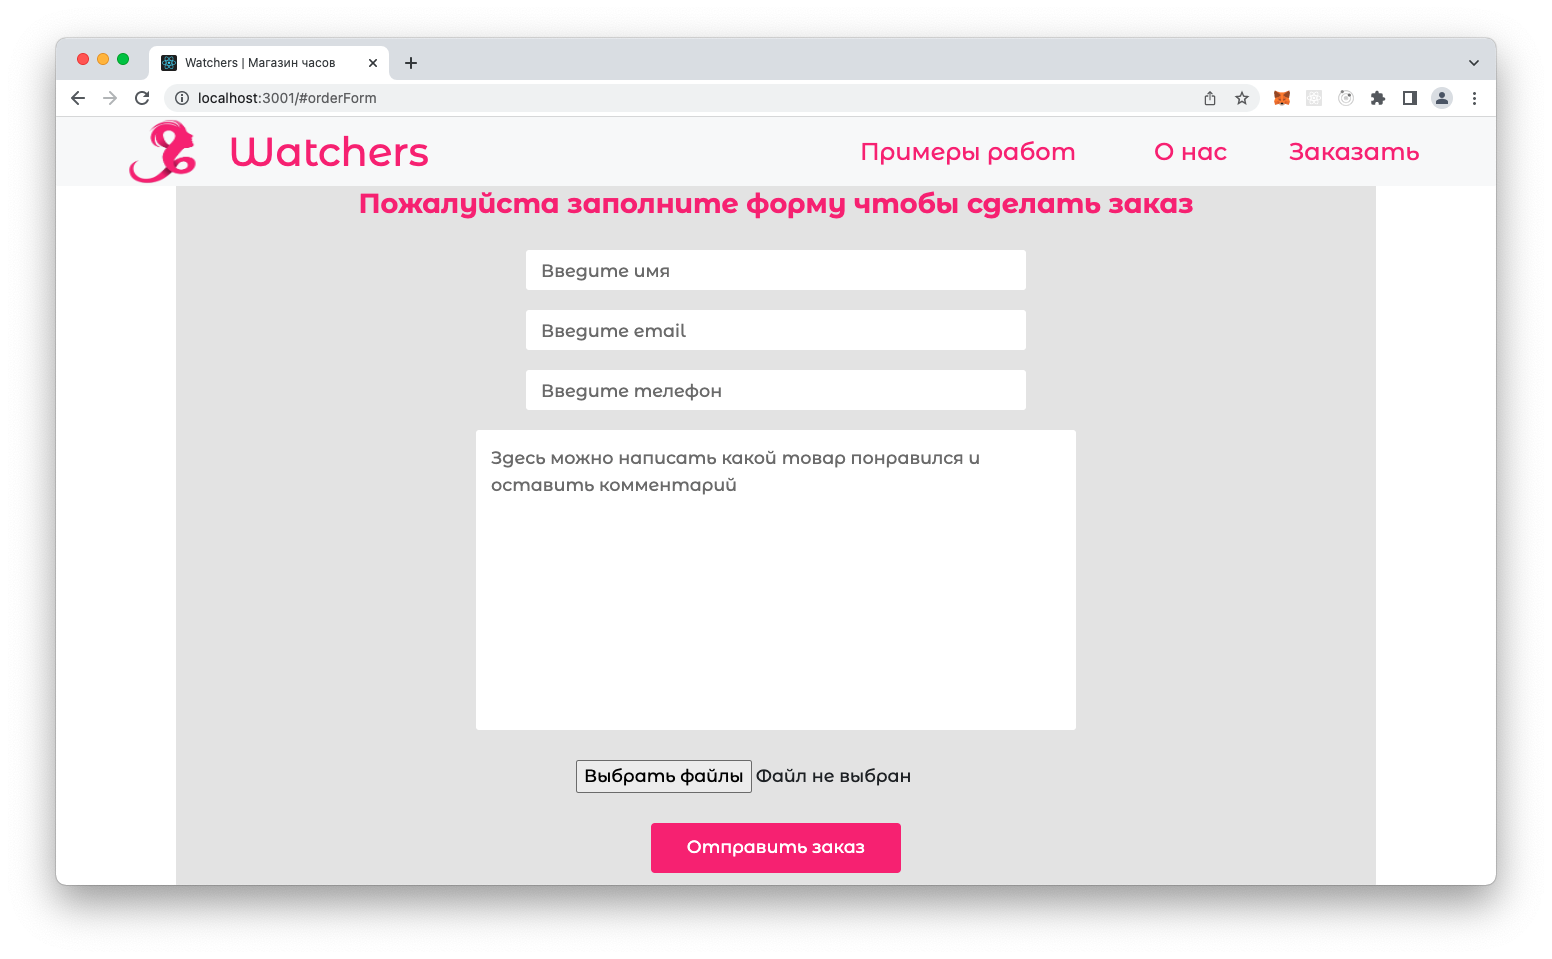 Watchers | Магазин часов
localhost:3001/#orderForm
Watchers
Примеры работ
О нас
Заказать
Пожалуйста заполните форму чтобы сделать заказ
Введите имя
Введите email
Введите телефон
Здесь можно написать какой товар понравился и
оставить комментарий
Выбрать файлы Файл не выбран
Отправить заказ